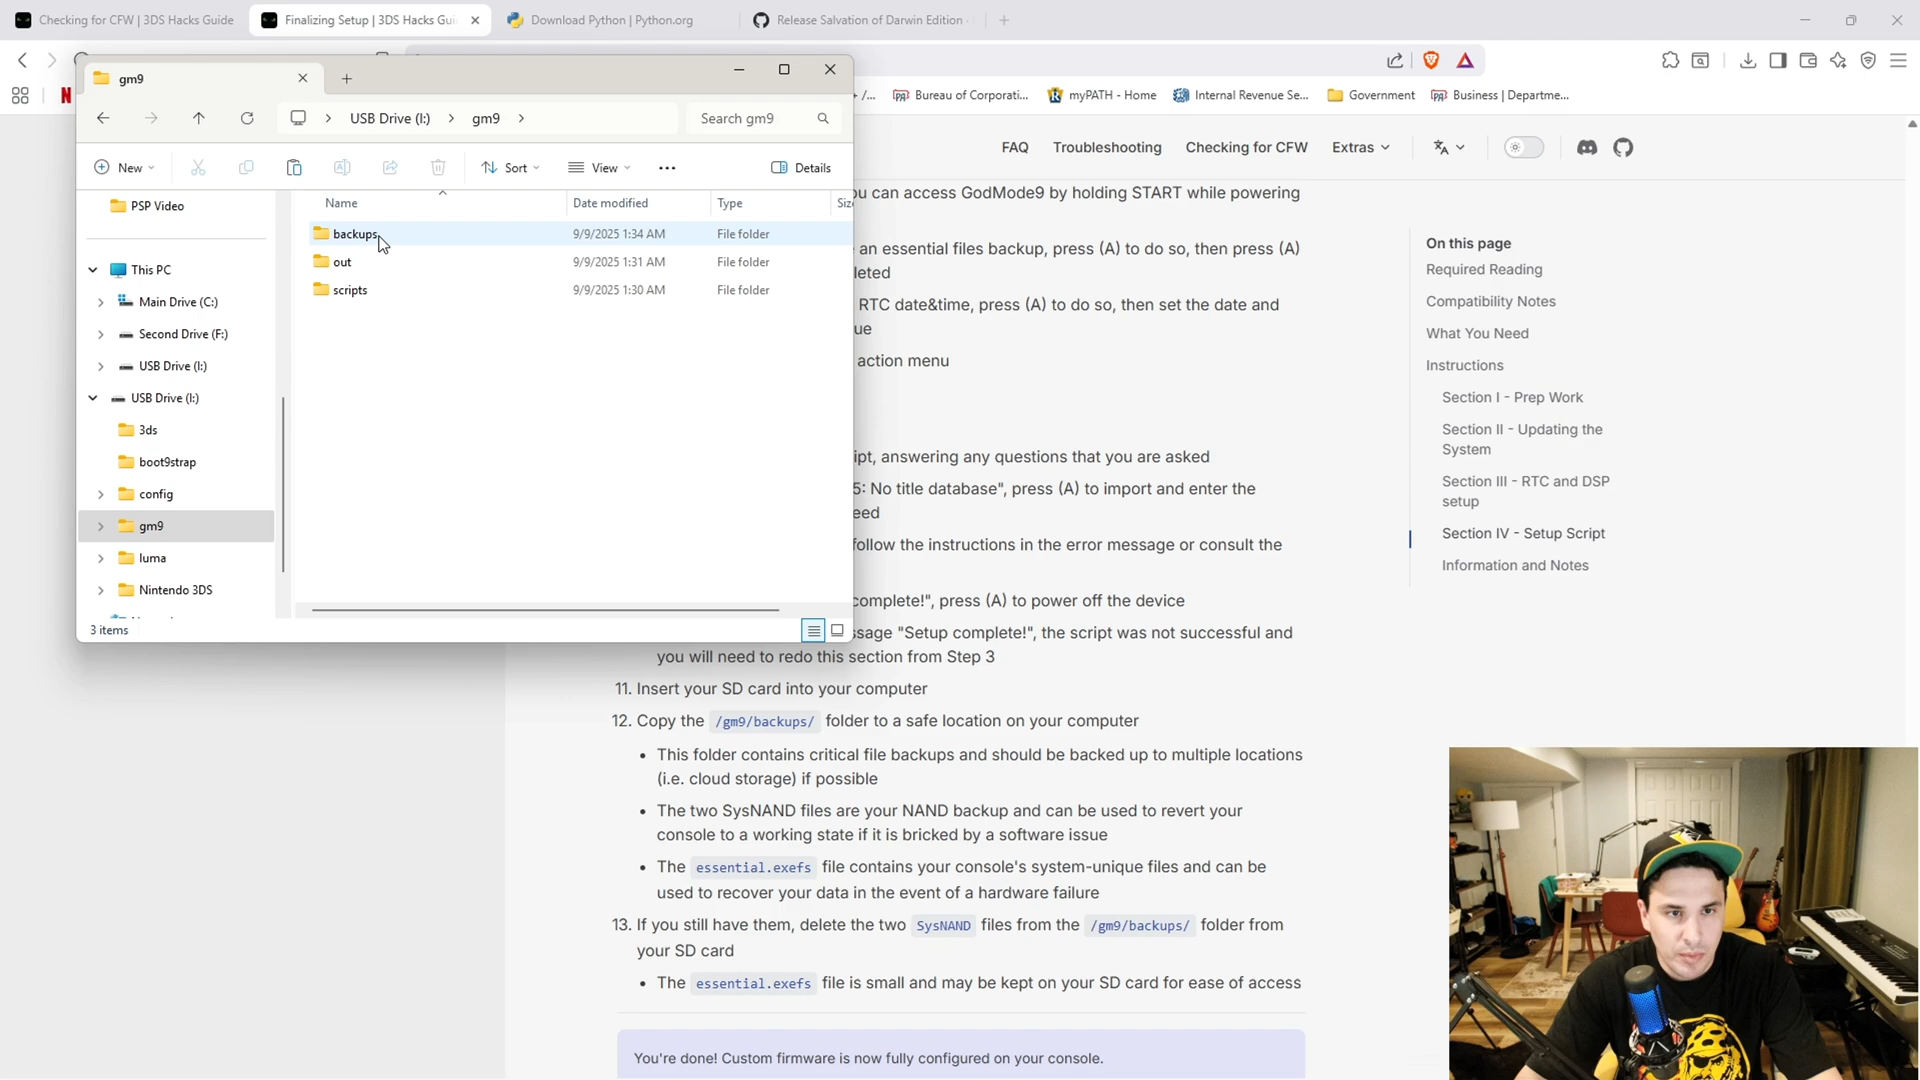 Checking for CFW | 3DS Hacks Guide
Finalizing Setup | 3DS Hacks Gui
Download Python | Python.org
Release Salvation of Darwin Edition
gm9
USB Drive (I:) gm9
Search gm9
New
Sort
View
Details
Name
Date modified
Type
Size
backups 9/9/2025 1:34 AM File folder
out 9/9/2025 1:31 AM File folder
scripts 9/9/2025 1:30 AM File folder
PSP Video
This PC
Main Drive (C:)
Second Drive (F:)
USB Drive (I:)
USB Drive (I:)
3ds
boot9strap
config
gm9
luma
Nintendo 3DS
3 items
Bureau of Corporati...
myPATH - Home
Internal Revenue Se...
Government
Business | Departme...
FAQ
Troubleshooting
Checking for CFW
Extras
ou can access GodMode9 by holding START while powering
an essential files backup, press (A) to do so, then press (A)
leted
RTC date&time, press (A) to do so, then set the date and
ue
action menu
ipt, answering any questions that you are asked
5: No title database", press (A) to import and enter the
eed
follow the instructions in the error message or consult the
complete!", press (A) to power off the device
ssage "Setup complete!", the script was not successful and
you will need to redo this section from Step 3
11. Insert your SD card into your computer
12. Copy the /gm9/backups/ folder to a safe location on your computer
• This folder contains critical file backups and should be backed up to multiple locations
(i.e. cloud storage) if possible
• The two SysNAND files are your NAND backup and can be used to revert your
console to a working state if it is bricked by a software issue
• The essential.exefs file contains your console's system-unique files and can be
used to recover your data in the event of a hardware failure
13. If you still have them, delete the two SysNAND files from the /gm9/backups/ folder from
your SD card
• The essential.exefs file is small and may be kept on your SD card for ease of access
You're done! Custom firmware is now fully configured on your console.
On this page
Required Reading
Compatibility Notes
What You Need
Instructions
Section I - Prep Work
Section II - Updating the
System
Section III - RTC and DSP
setup
Section IV - Setup Script
Information and Notes